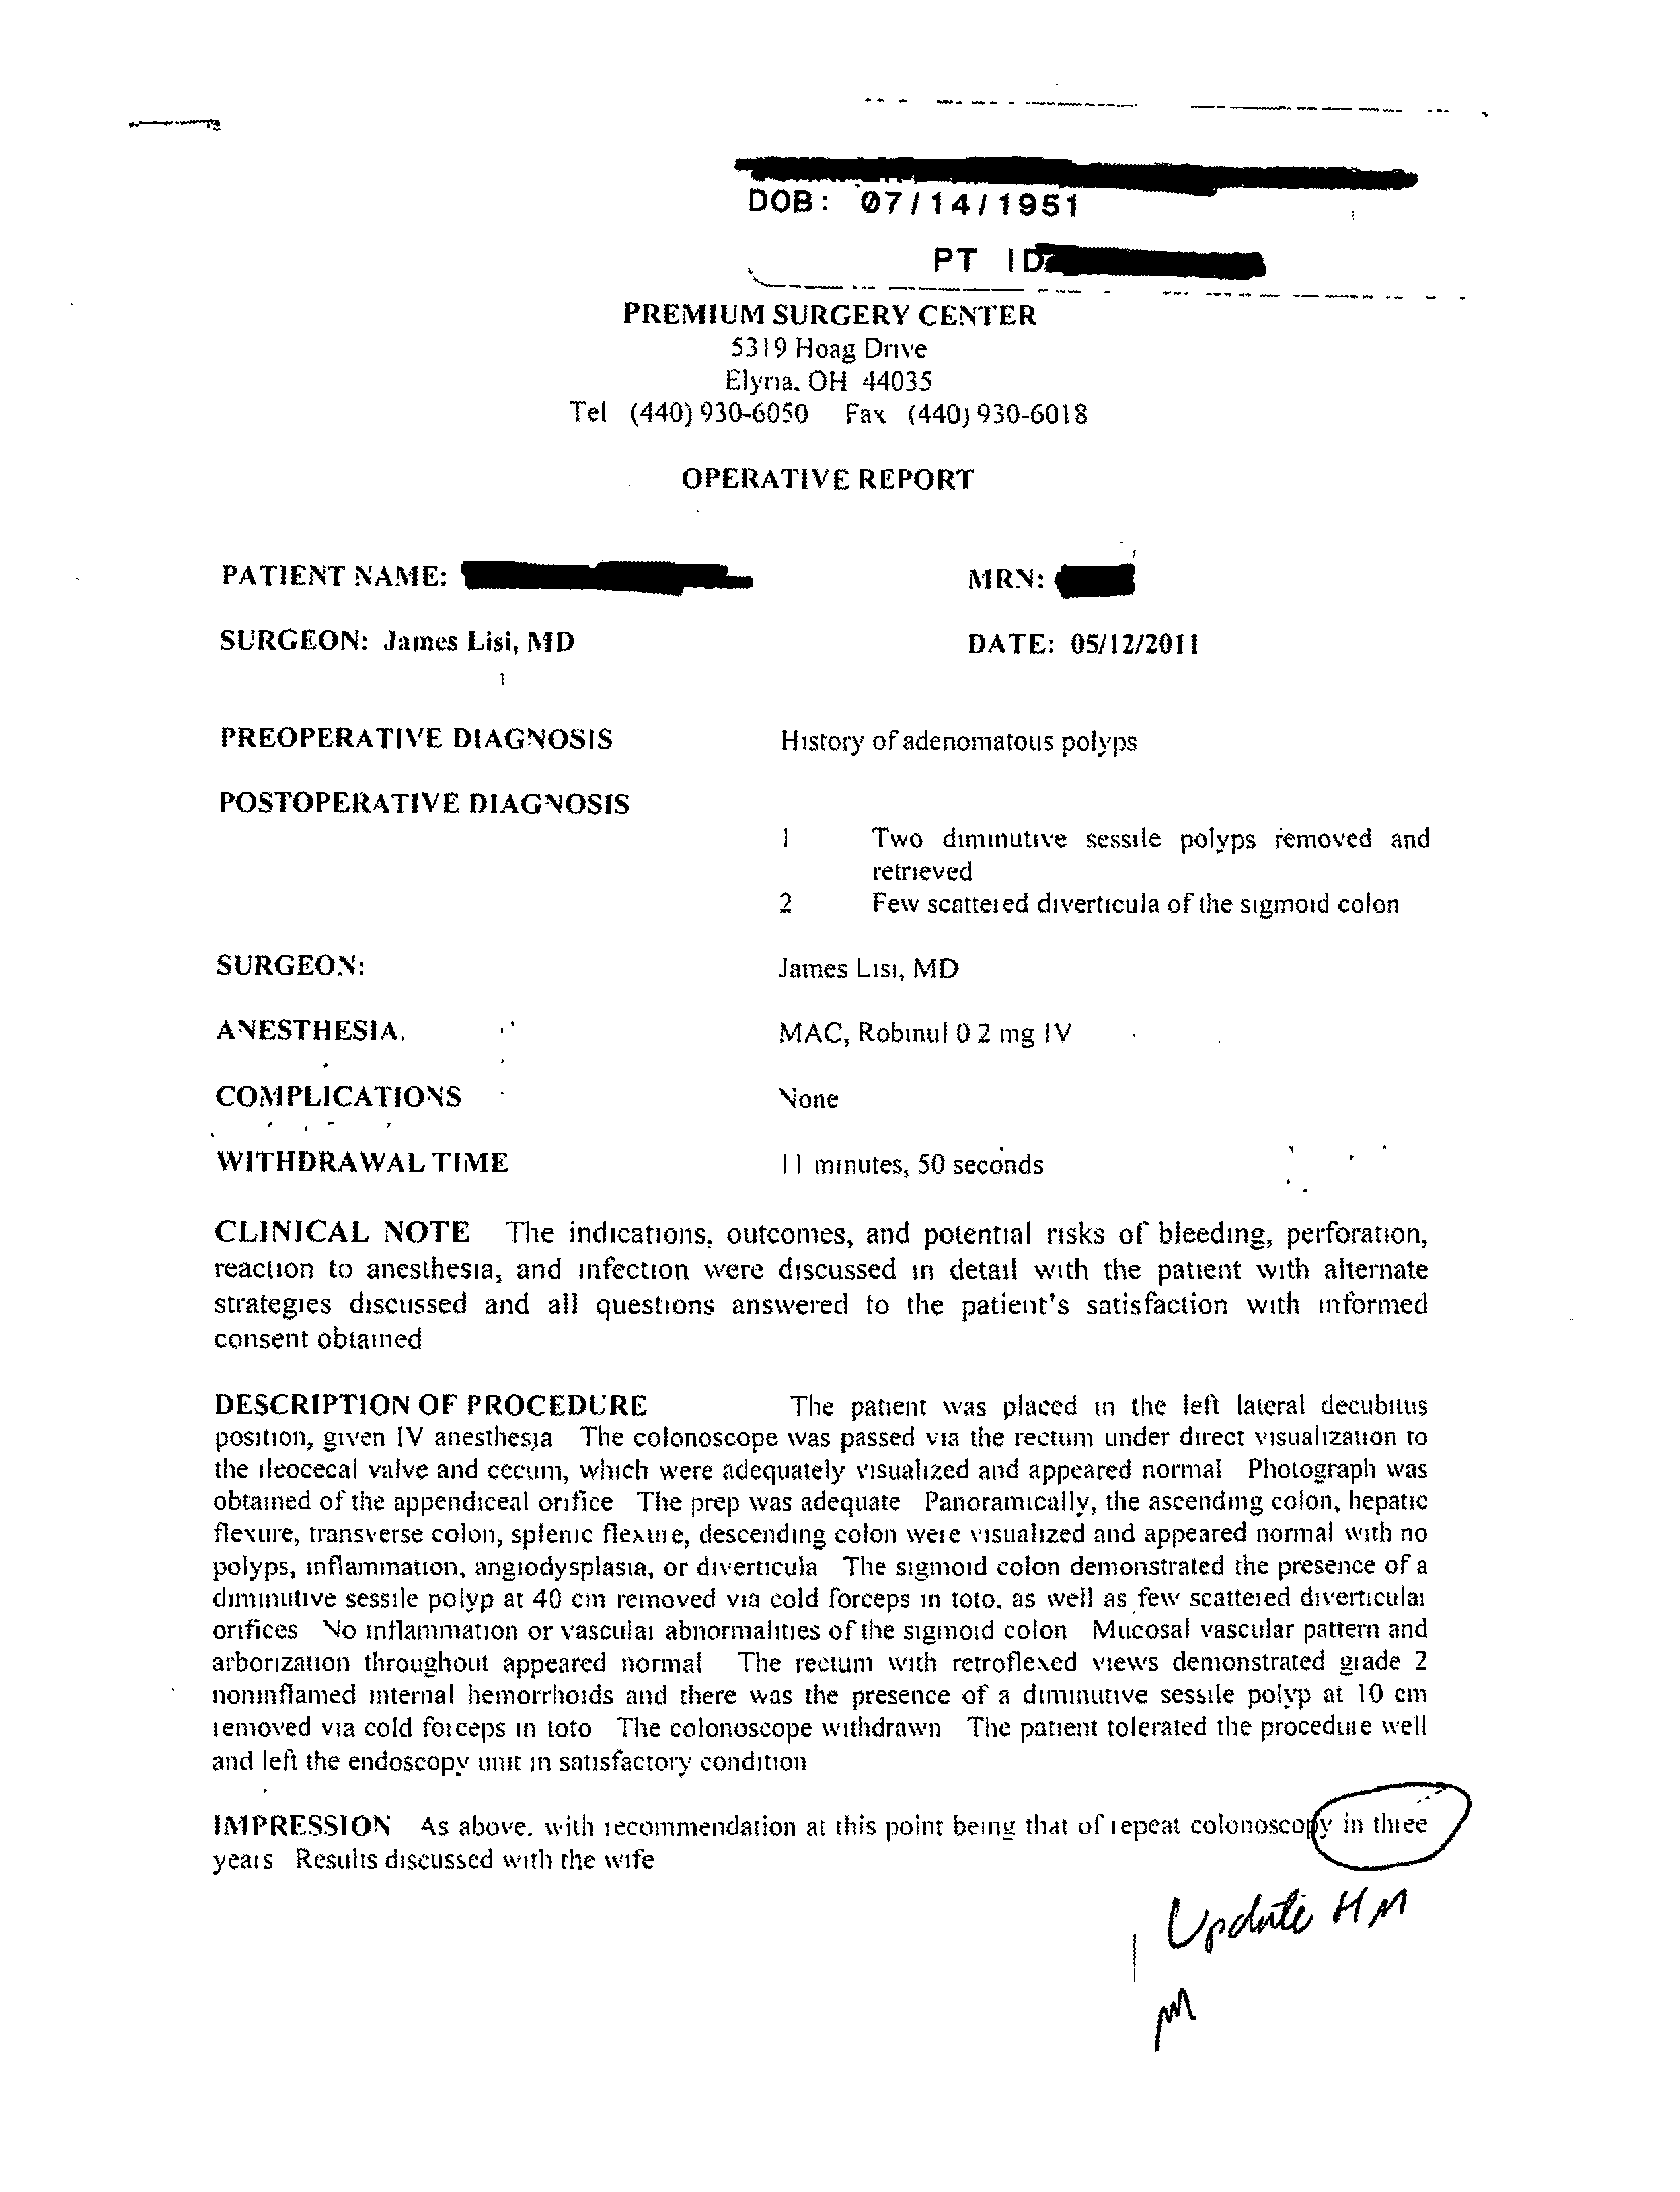 DOB: 07/14/1951
PT ID
PREMIUM SURGERY CENTER
5319 Hoag Drive
Elyria, OH 44035
Tel (440) 930-6050 Fax (440) 930-6018
OPERATIVE REPORT
PATIENT NAME:
MRN:
SURGEON: James Lisi, MD
DATE: 05/12/2011
PREOPERATIVE DIAGNOSIS
History of adenomatous polyps
POSTOPERATIVE DIAGNOSIS
1 Two diminutive sessile polyps removed and
retrieved
2 Few scattered diverticula of the sigmoid colon
SURGEON:
James Lisi, MD
ANESTHESIA.
MAC, Robinul 0 2 mg IV
COMPLICATIONS
None
WITHDRAWAL TIME
11 minutes, 50 seconds
CLINICAL NOTE The indications, outcomes, and potential risks of bleeding, perforation,
reaction to anesthesia, and infection were discussed in detail with the patient with alternate
strategies discussed and all questions answered to the patient's satisfaction with informed
consent obtained
DESCRIPTION OF PROCEDURE The patient was placed in the left lateral decubitus
position, given IV anesthesia The colonoscope was passed via the rectum under direct visualization to
the ileocecal valve and cecum, which were adequately visualized and appeared normal Photograph was
obtained of the appendiceal orifice The prep was adequate Panoramically, the ascending colon, hepatic
flexure, transverse colon, splenic flexure, descending colon were visualized and appeared normal with no
polyps, inflammation, angiodysplasia, or diverticula The sigmoid colon demonstrated the presence of a
diminutive sessile polyp at 40 cm removed via cold forceps in toto, as well as few scattered diverticular
orifices No inflammation or vascular abnormalities of the sigmoid colon Mucosal vascular pattern and
arborization throughout appeared normal The rectum with retroflexed views demonstrated grade 2
noninflamed internal hemorrhoids and there was the presence of a diminutive sessile polyp at 10 cm
removed via cold forceps in toto The colonoscope withdrawn The patient tolerated the procedure well
and left the endoscopy unit in satisfactory condition
IMPRESSION As above, with recommendation at this point being that of repeat colonoscopy in three
years Results discussed with the wife
Update HM